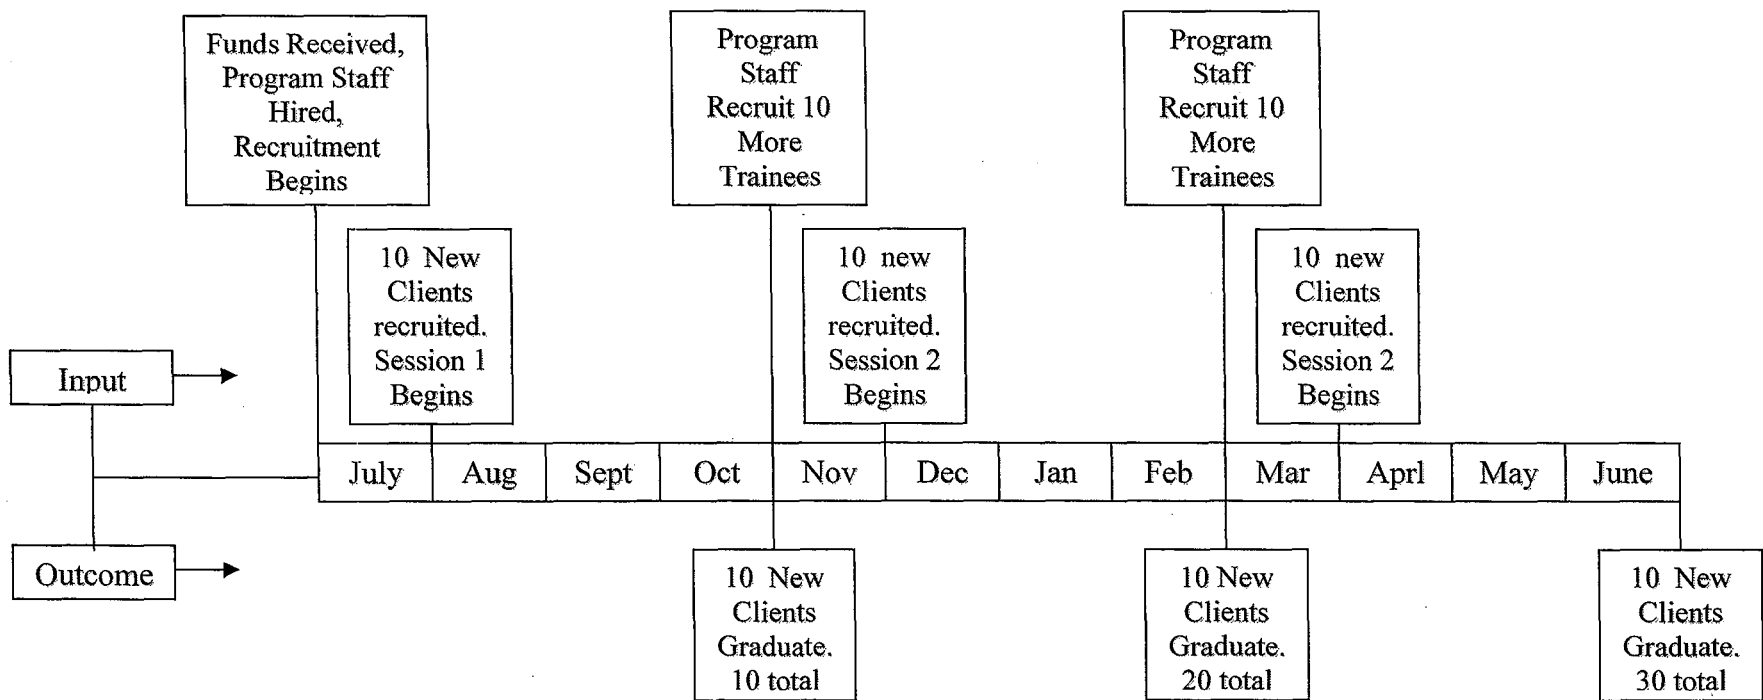 Funds Received,
Program Staff
Hired,
Recruitment
Begins
Program
Staff
Recruit 10
More
Trainees
Program
Staff
Recruit 10
More
Trainees
10 New
Clients
recruited.
Session 1
Begins
10 new
Clients
recruited.
Session 2
Begins
10 new
Clients
recruited.
Session 2
Begins
Input
July Aug Sept Oct Nov Dec Jan Feb Mar Aprl May June
Outcome
10 New
Clients
Graduate.
10 total
10 New
Clients
Graduate.
20 total
10 New
Clients
Graduate.
30 total